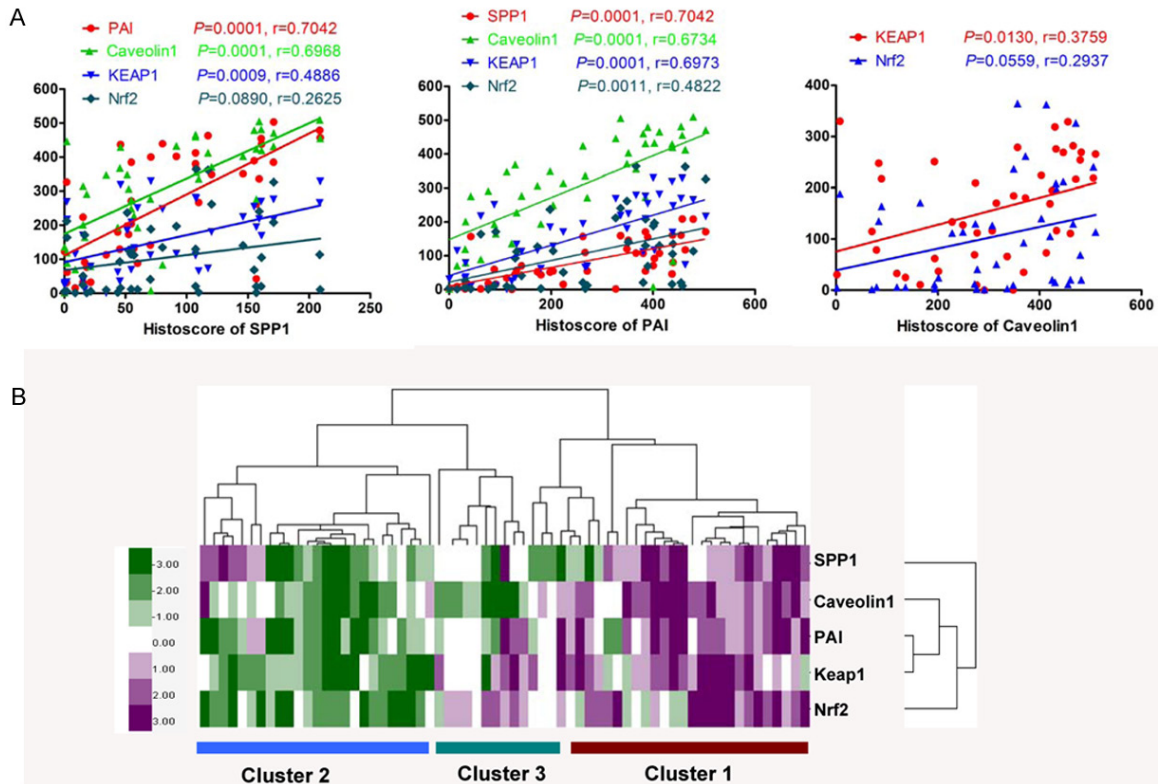 A
PAI P=0.0001, r=0.7042
Caveolin1 P=0.0001, r=0.6968
KEAP1 P=0.0009, r=0.4886
Nrf2 P=0.0890, r=0.2625
600
500
400
300
200
100
0
0 50 100 150 200 250
Histoscore of SPP1
SPP1 P=0.0001, r=0.7042
Caveolin1 P=0.0001, r=0.6734
KEAP1 P=0.0001, r=0.6973
Nrf2 P=0.0011, r=0.4822
600
500
400
300
200
100
0
0 200 400 600
Histoscore of PAI
KEAP1 P=0.0130, r=0.3759
Nrf2 P=0.0559, r=0.2937
400
300
200
100
0
0 200 400 600
Histoscore of Caveolin1
B
-3.00
-2.00
-1.00
0.00
1.00
2.00
3.00
SPP1
Caveolin1
PAI
Keap1
Nrf2
Cluster 2 Cluster 3 Cluster 1